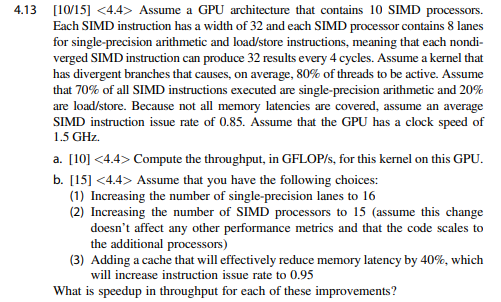 4.13 [10/15] <4.4> Assume a GPU architecture that contains 10 SIMD processors.
Each SIMD instruction has a width of 32 and each SIMD processor contains 8 lanes
for single-precision arithmetic and load/store instructions, meaning that each nondi-
verged SIMD instruction can produce 32 results every 4 cycles. Assume a kernel that
has divergent branches that causes, on average, 80% of threads to be active. Assume
that 70% of all SIMD instructions executed are single-precision arithmetic and 20%
are load/store. Because not all memory latencies are covered, assume an average
SIMD instruction issue rate of 0.85. Assume that the GPU has a clock speed of
1.5 GHz.
a. [10] <4.4> Compute the throughput, in GFLOP/s, for this kernel on this GPU.
b. [15] <4.4> Assume that you have the following choices:
(1) Increasing the number of single-precision lanes to 16
(2) Increasing the number of SIMD processors to 15 (assume this change
doesn't affect any other performance metrics and that the code scales to
the additional processors)
(3) Adding a cache that will effectively reduce memory latency by 40%, which
will increase instruction issue rate to 0.95
What is speedup in throughput for each of these improvements?